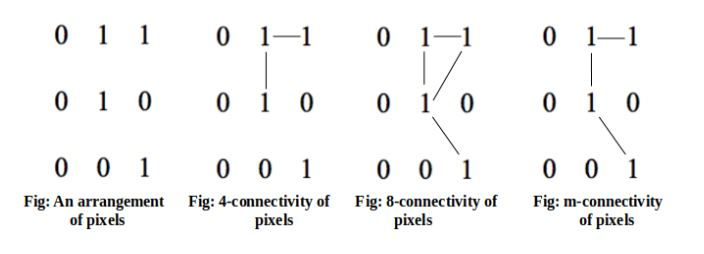 0 1 1 0 1 1 0 1 1 0 1 1
0 1 0 0 1 0 0 1 0 0 1 0
0 0 1 0 0 1 0 0 1 0 0 1
Fig: An arrangement of pixels
Fig: 4-connectivity of pixels
Fig: 8-connectivity of pixels
Fig: m-connectivity of pixels